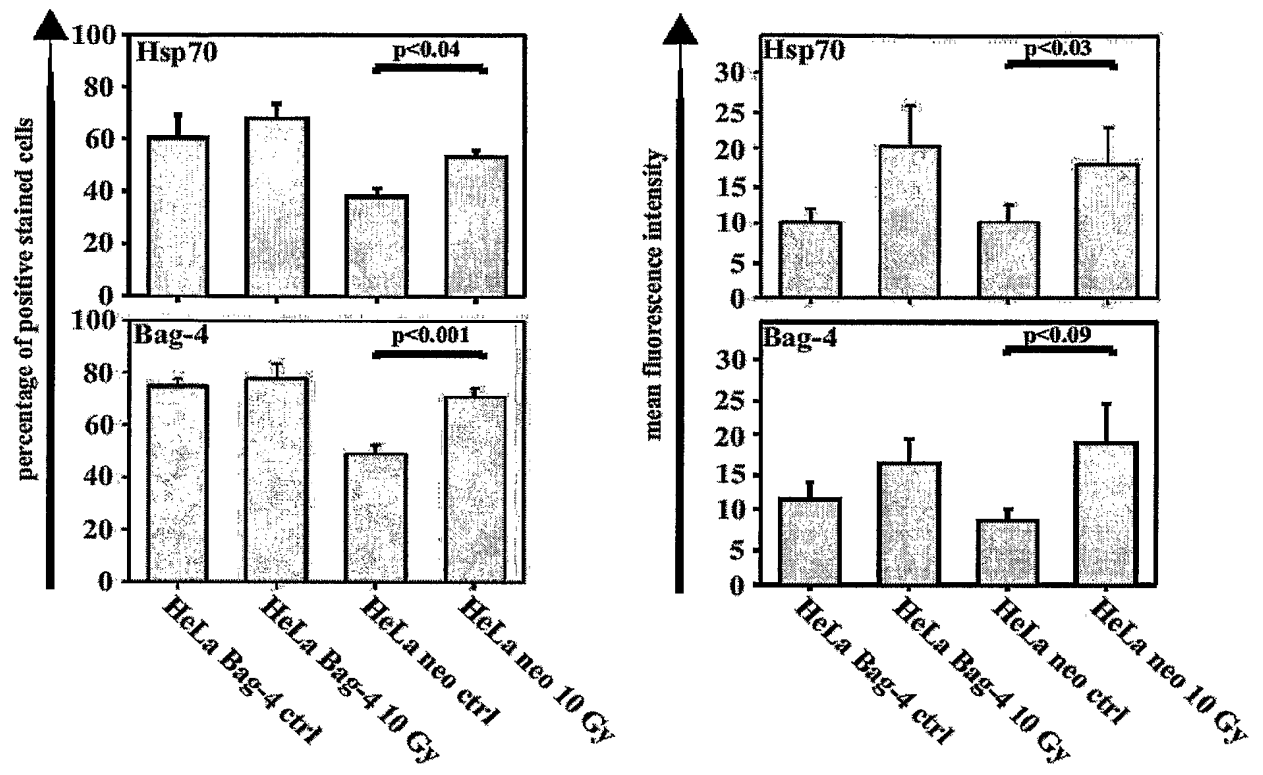 percentage of positive stained cells
100
80
60
40
20
0
Hsp70
p<0.04
100
80
60
40
20
0
Bag-4
p<0.001
HeLa Bag-4 ctrl
HeLa Bag-4 10 Gy
HeLa neo ctrl
HeLa neo 10 Gy
mean fluorescence intensity
30
25
20
15
10
5
0
Hsp70
p<0.03
30
25
20
15
10
5
0
Bag-4
p<0.09
HeLa Bag-4 ctrl
HeLa Bag-4 10 Gy
HeLa neo ctrl
HeLa neo 10 Gy